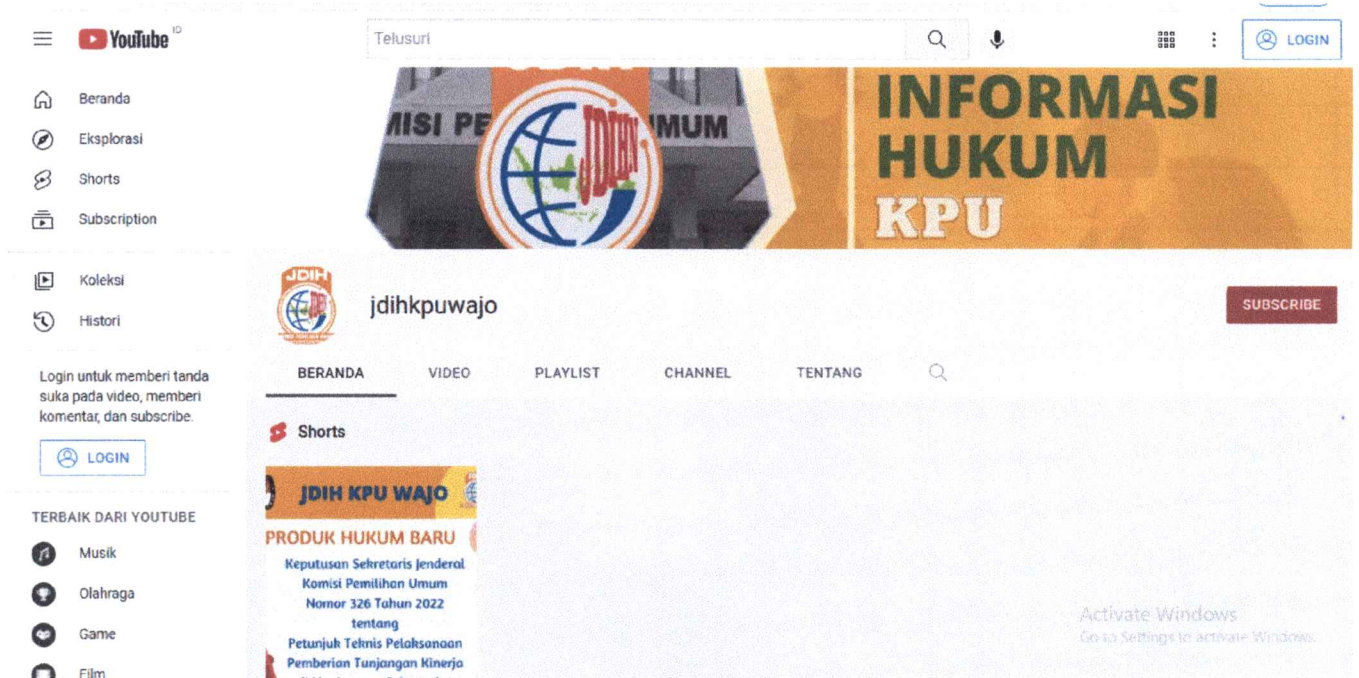 YouTube ID
Telusuri
LOGIN
Beranda
Eksplorasi
Shorts
Subscription
Koleksi
Histori
Login untuk memberi tanda
suka pada video, memberi
komentar, dan subscribe.
LOGIN
TERBAIK DARI YOUTUBE
Musik
Olahraga
Game
Film
MISI PE
MUM
JDIHN
INFORMASI
HUKUM
KPU
JDIH
jdihkpuwajo
SUBSCRIBE
BERANDA VIDEO PLAYLIST CHANNEL TENTANG
Shorts
JDIH KPU WAJO
PRODUK HUKUM BARU
Keputusan Sekretaris Jenderal
Komisi Pemilihan Umum
Nomor 326 Tahun 2022
tentang
Petunjuk Teknis Pelaksanaan
Pemberian Tunjangan Kinerja
Activate Windows
Go to Settings to activate Windows.